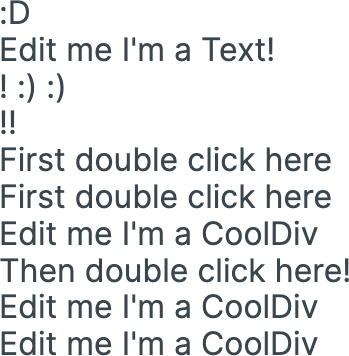 :D
Edit me I'm a Text!
! :) :)
!!
First double click here
First double click here
Edit me I'm a CoolDiv
Then double click here!
Edit me I'm a CoolDiv
Edit me I'm a CoolDiv